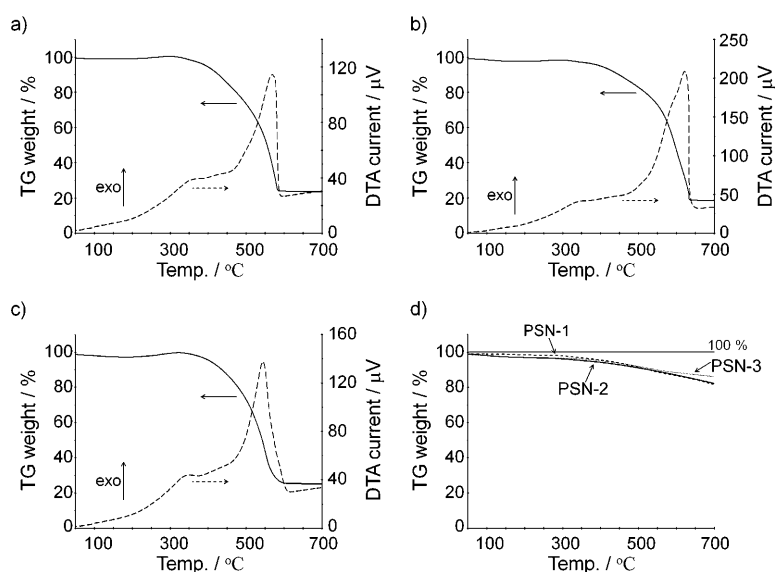 a)
TG weight / %
100
80
60
40
20
0
exo
120
80
40
0
DTA current / μV
100
300
500
700
Temp. / °C
b)
TG weight / %
100
80
60
40
20
0
exo
250
200
150
100
50
0
DTA current / μV
100
300
500
700
Temp. / °C
c)
TG weight / %
100
80
60
40
20
0
exo
160
120
80
40
0
DTA current / μV
100
300
500
700
Temp. / °C
d)
TG weight / %
100
80
60
40
20
0
PSN-1
100 %
PSN-3
PSN-2
100
300
500
700
Temp. / °C